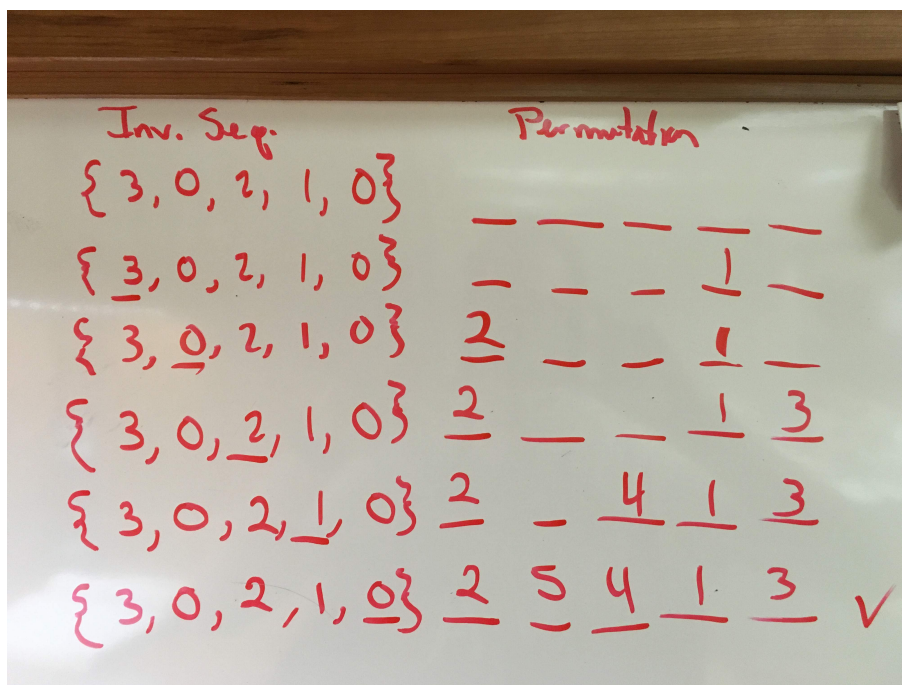 Inv. Seq. Permutation
{3, 0, 2, 1, 0} _ _ _ _ _
{3, 0, 2, 1, 0} _ _ _ 1 _
{3, 0, 2, 1, 0} 2 _ _ 1 _
{3, 0, 2, 1, 0} 2 _ _ 1 3
{3, 0, 2, 1, 0} 2 _ 4 1 3
{3, 0, 2, 1, 0} 2 5 4 1 3 ✓